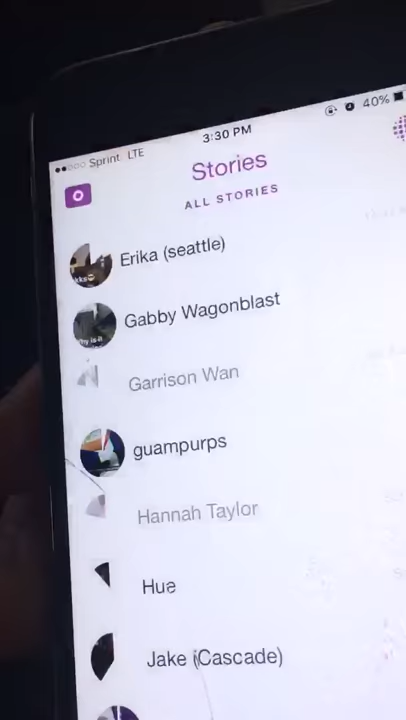 Sprint LTE
3:30 PM
40%
Stories
ALL STORIES
Erika (seattle)
Gabby Wagonblast
Garrison Wan
guampurps
Hannah Taylor
Hue
Jake (Cascade)